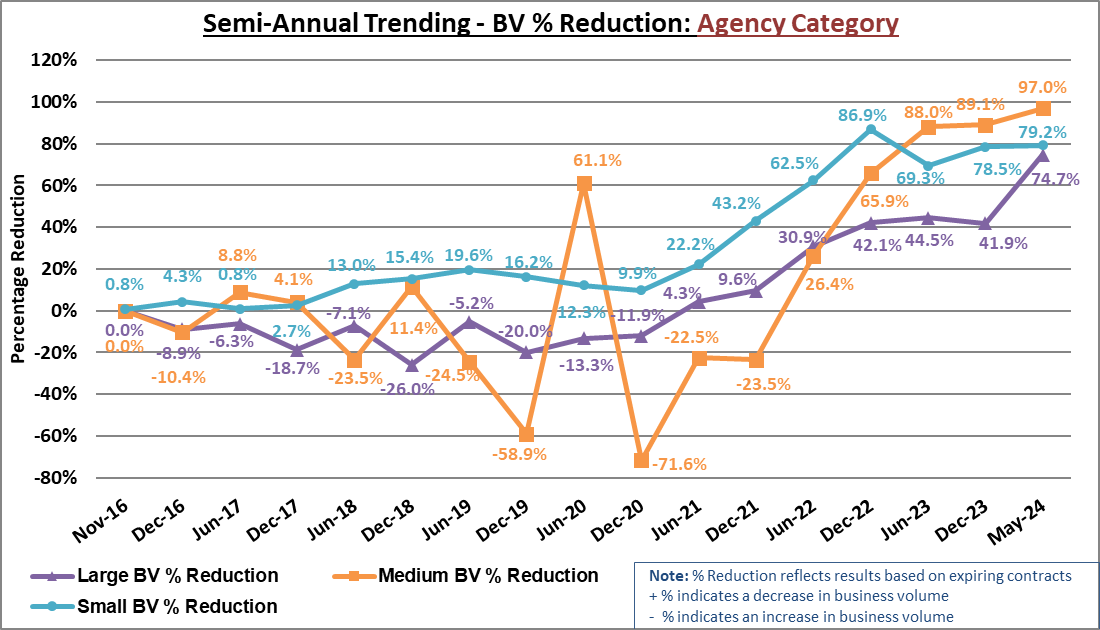 Semi-Annual Trending - BV % Reduction: Agency Category
Percentage Reduction
120%
100%
80%
60%
40%
20%
0%
-20%
-40%
-60%
-80%
0.8%
4.3%
0.8%
2.7%
13.0%
15.4%
19.6%
16.2%
12.3%
9.9%
22.2%
43.2%
62.5%
86.9%
69.3%
78.5%
79.2%
0.0%
-10.4%
8.8%
4.1%
-23.5%
11.4%
-24.5%
-58.9%
61.1%
-71.6%
-22.5%
-23.5%
26.4%
65.9%
88.0%
89.1%
97.0%
0.0%
-8.9%
-6.3%
-18.7%
-7.1%
-26.0%
-5.2%
-20.0%
-13.3%
-11.9%
4.3%
9.6%
30.9%
42.1%
44.5%
41.9%
74.7%
Nov-16
Dec-16
Jun-17
Dec-17
Jun-18
Dec-18
Jun-19
Dec-19
Jun-20
Dec-20
Jun-21
Dec-21
Jun-22
Dec-22
Jun-23
Dec-23
May-24
Large BV % Reduction
Medium BV % Reduction
Small BV % Reduction
Note: % Reduction reflects results based on expiring contracts
+ % indicates a decrease in business volume
- % indicates an increase in business volume